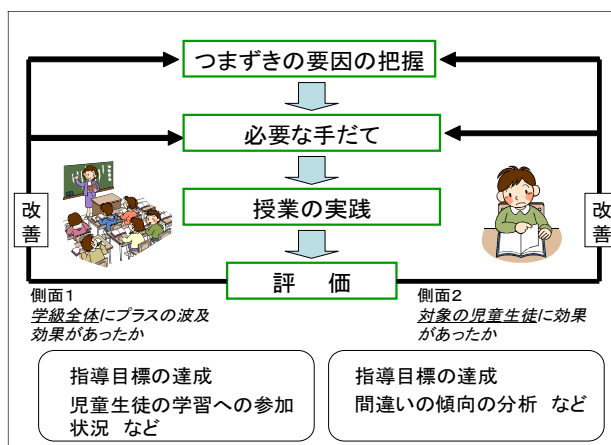 つまずきの要因の把握
必要な手だて
授業の実践
評　価
改善
改善
側面1
学級全体にプラスの波及
効果があったか
側面2
対象の児童生徒に効果
があったか
指導目標の達成
児童生徒の学習への参加
状況 など
指導目標の達成
間違いの傾向の分析 など